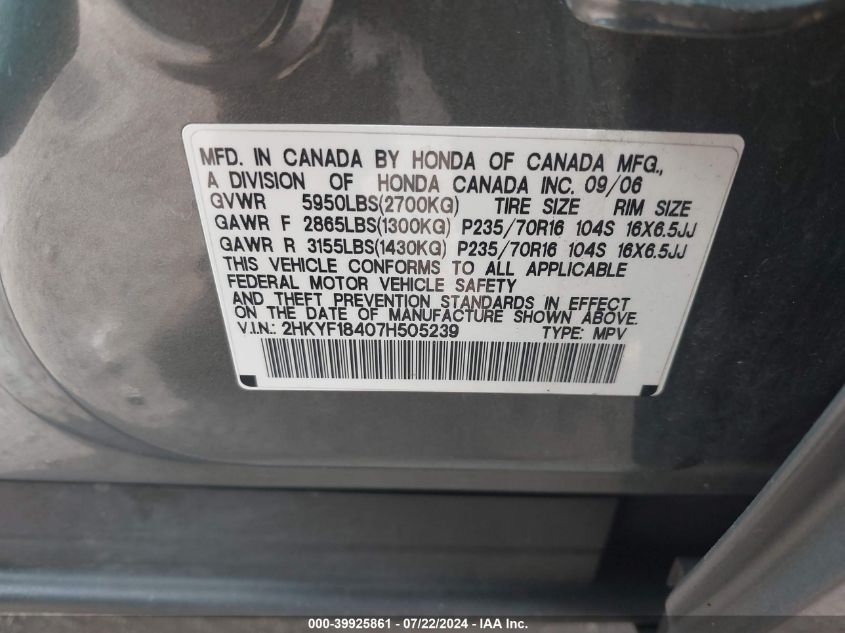 MFD. IN CANADA BY HONDA OF CANADA MFG.,
A DIVISION OF HONDA CANADA INC. 09/06
GVWR 5950LBS(2700KG) TIRE SIZE RIM SIZE
GAWR F 2865LBS(1300KG) P235/70R16 104S 16X6.5JJ
GAWR R 3155LBS(1430KG) P235/70R16 104S 16X6.5JJ
THIS VEHICLE CONFORMS TO ALL APPLICABLE
FEDERAL MOTOR VEHICLE SAFETY
AND THEFT PREVENTION STANDARDS IN EFFECT
ON THE DATE OF MANUFACTURE SHOWN ABOVE.
V.I.N.: 2HKYF18407H505239 TYPE: MPV
000-39925861 - 07/22/2024 - IAA Inc.